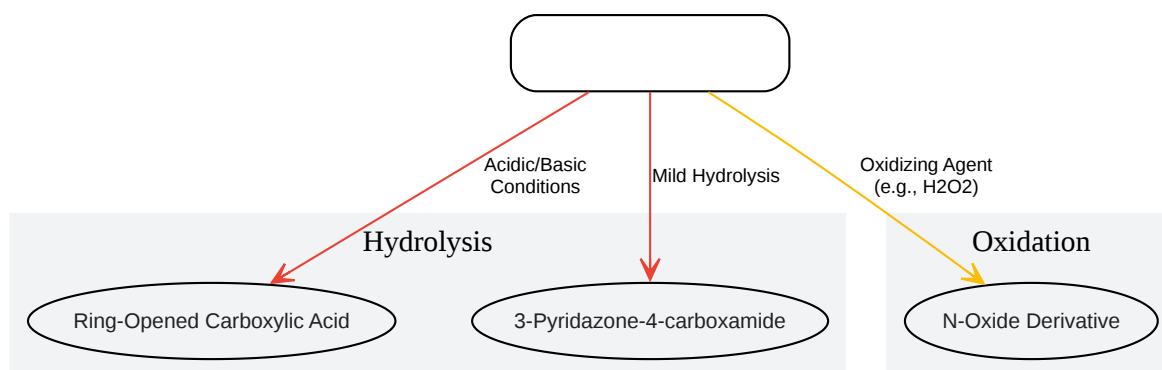 Acidic/Basic
Conditions
Mild Hydrolysis
Oxidizing Agent
(e.g., H2O2)
Hydrolysis
Oxidation
Ring-Opened Carboxylic Acid
3-Pyridazone-4-carboxamide
N-Oxide Derivative